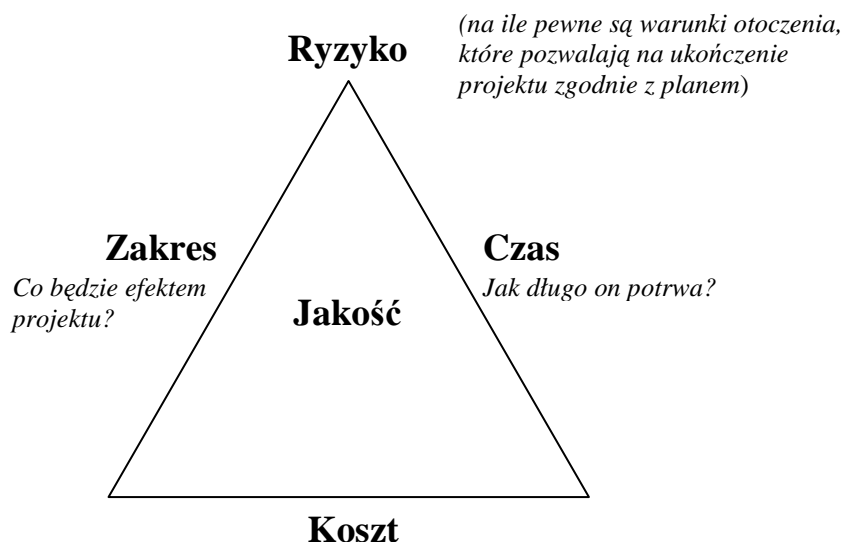 Ryzyko
(na ile pewne są warunki otoczenia,
które pozwalają na ukończenie
projektu zgodnie z planem)
Zakres
Co będzie efektem
projektu?
Czas
Jak długo on potrwa?
Jakość
Koszt